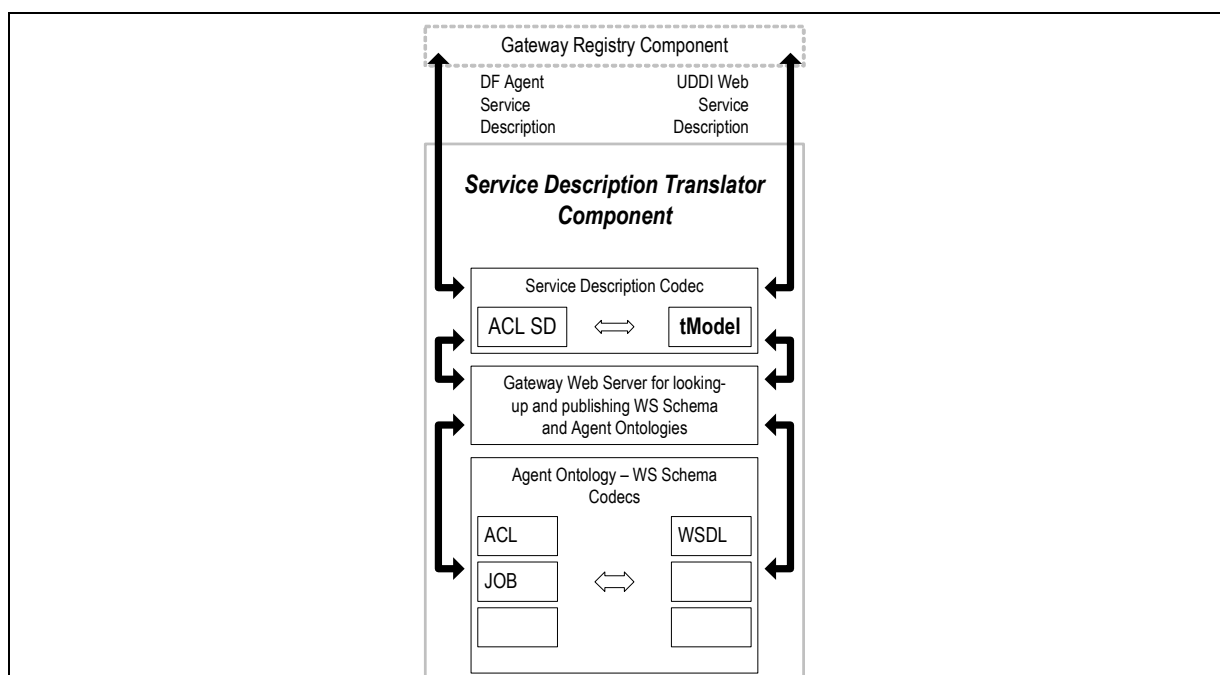 Gateway Registry Component
DF Agent
Service
Description
UDDI Web
Service
Description
Service Description Translator
Component
Service Description Codec
ACL SD
tModel
Gateway Web Server for looking-
up and publishing WS Schema
and Agent Ontologies
Agent Ontology – WS Schema
Codecs
ACL
WSDL
JOB